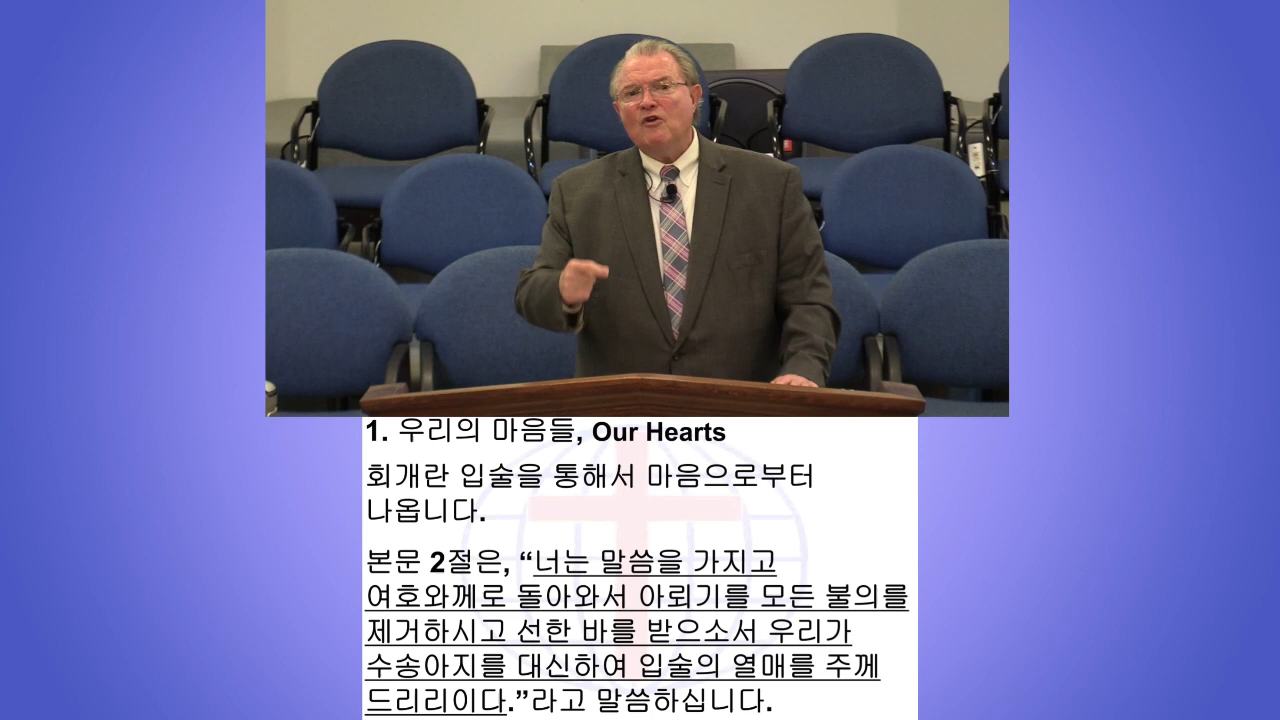 1. 우리의 마음들, Our Hearts
회개란 입술을 통해서 마음으로부터
나옵니다.
본문 2절은, “너는 말씀을 가지고
여호와께로 돌아와서 아뢰기를 모든 불의를
제거하시고 선한 바를 받으소서 우리가
수송아지를 대신하여 입술의 열매를 주께
드리리이다.”라고 말씀하십니다.